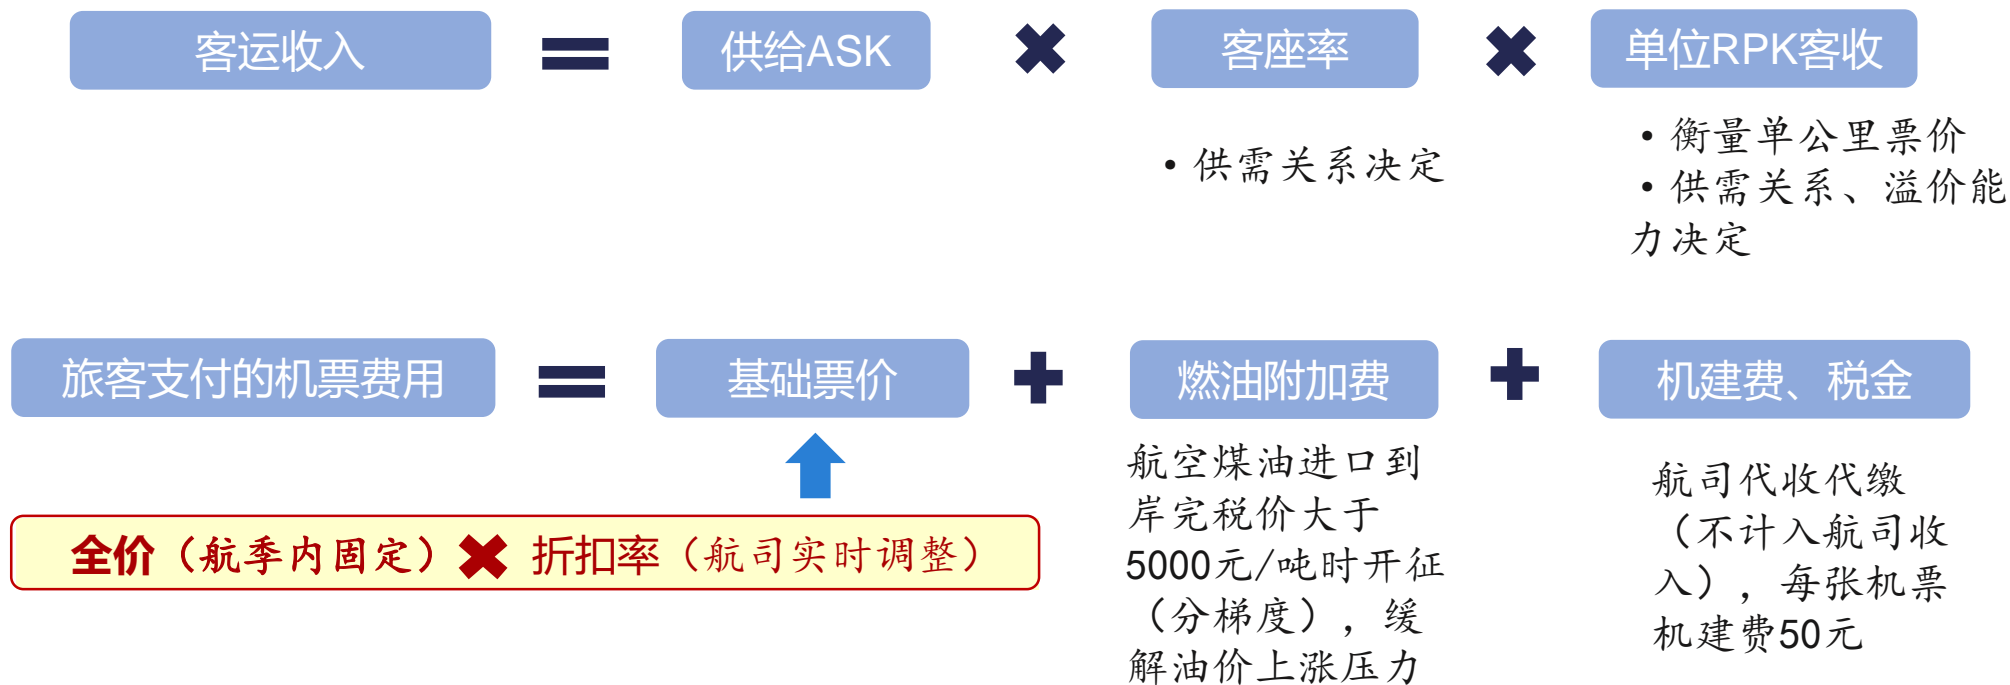 客运收入 = 供给ASK × 客座率 × 单位RPK客收
• 供需关系决定
• 衡量单公里票价
• 供需关系、溢价能
力决定
旅客支付的机票费用 = 基础票价 + 燃油附加费 + 机建费、税金
全价（航季内固定）× 折扣率（航司实时调整）
航空煤油进口到
岸完税价大于
5000元/吨时开征
（分梯度），缓
解油价上涨压力
航司代收代缴
（不计入航司收
入），每张机票
机建费50元